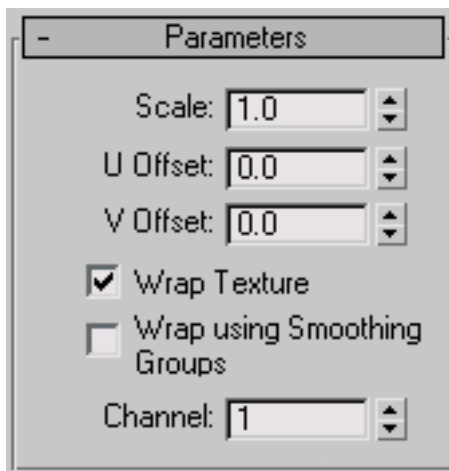 - Parameters
Scale: 1.0
U Offset: 0.0
V Offset: 0.0
Wrap Texture
Wrap using Smoothing
Groups
Channel: 1